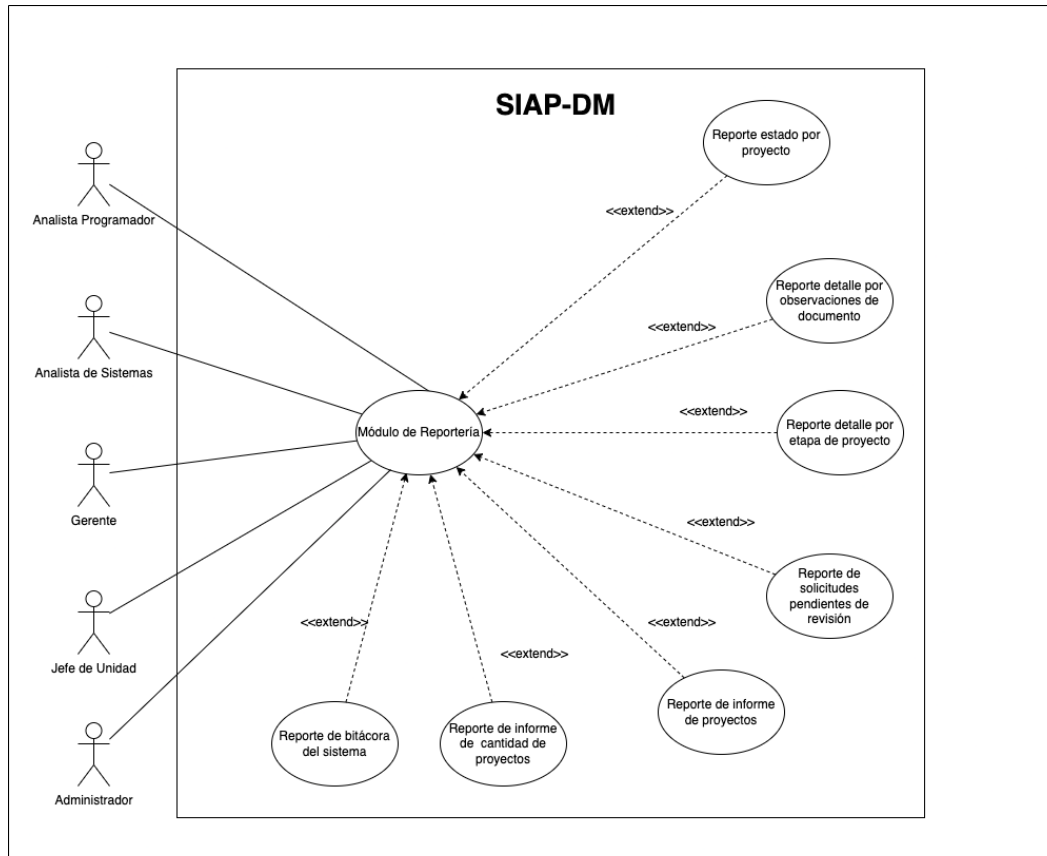 SIAP-DM
Reporte estado por
proyecto
Analista Programador
<<extend>>
Reporte detalle por
observaciones de
documento
<<extend>>
Analista de Sistemas
<<extend>>
Reporte detalle por
etapa de proyecto
Módulo de Reportería
Gerente
<<extend>>
Reporte de
solicitudes
pendientes de
revisión
<<extend>>
<<extend>>
<<extend>>
Jefe de Unidad
Reporte de informe
de proyectos
Reporte de bitácora
del sistema
Reporte de informe
de cantidad de
proyectos
Administrador